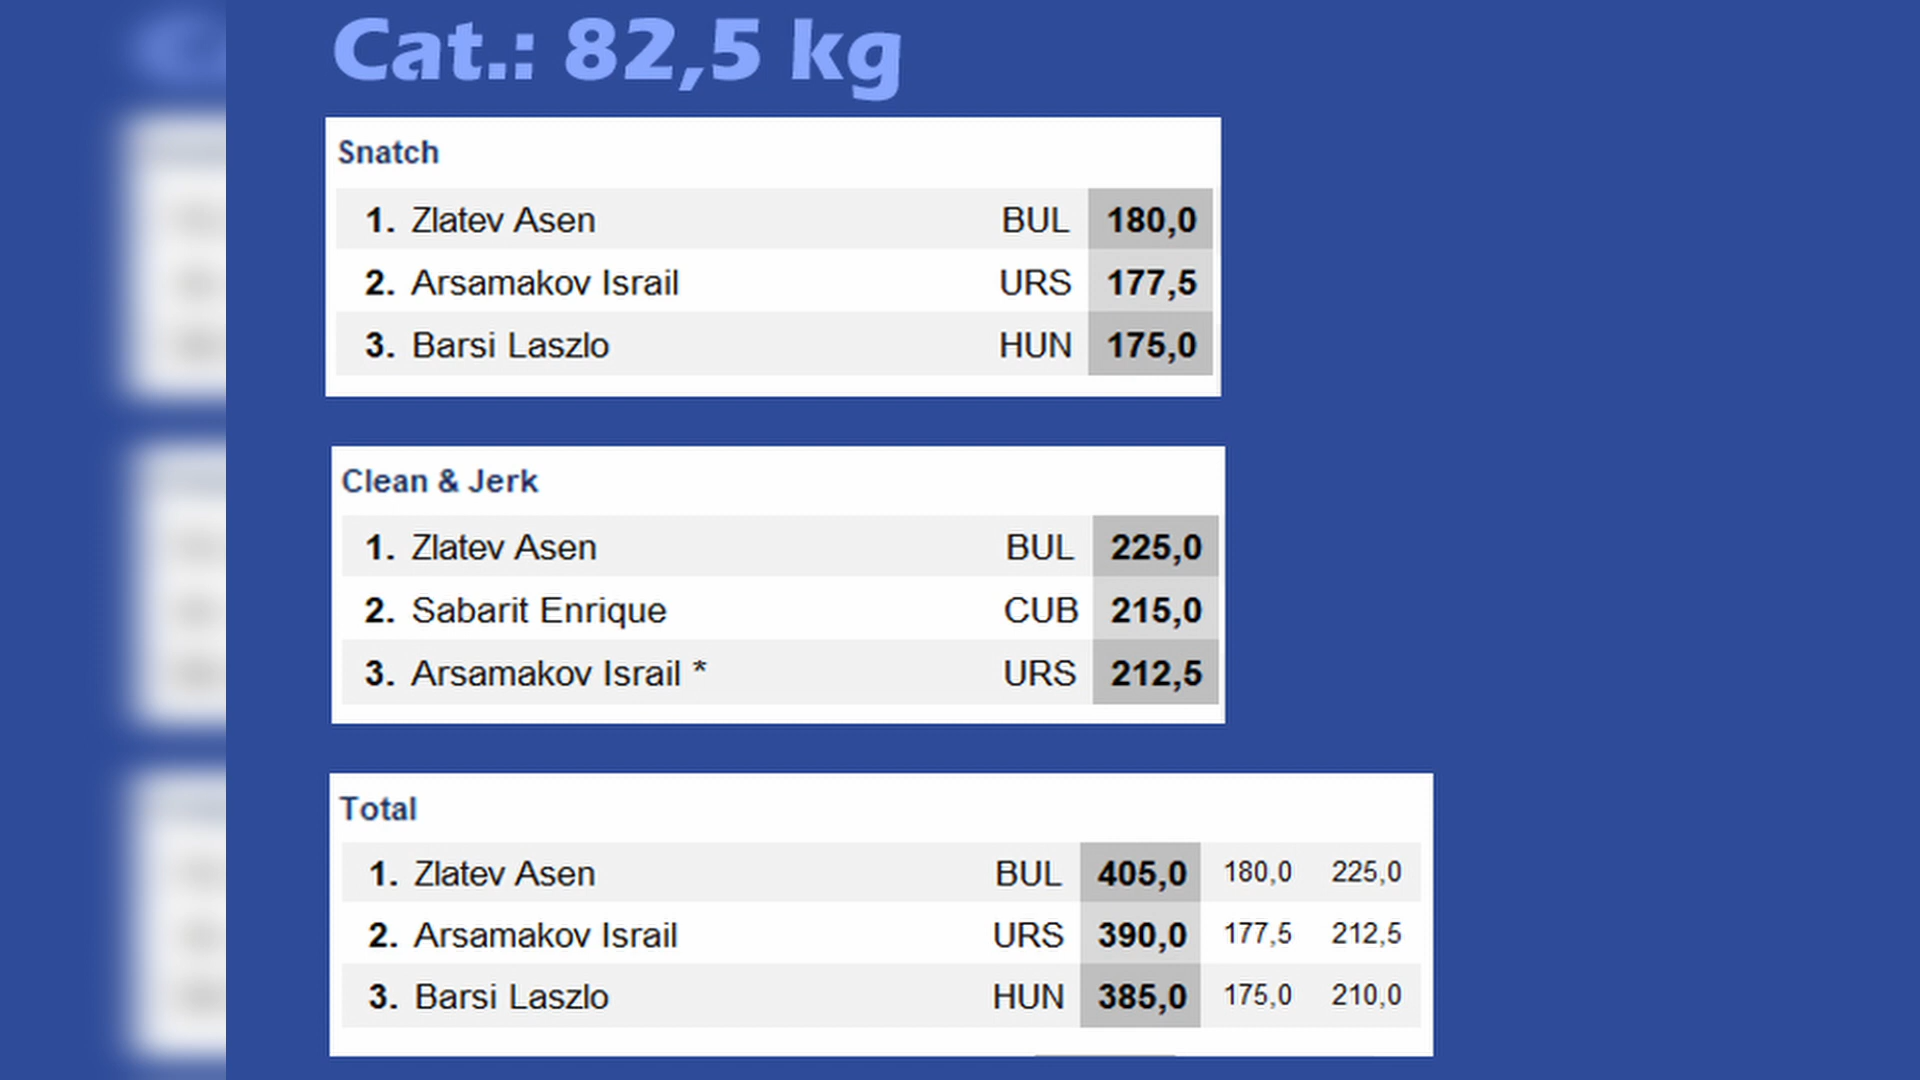 Cat.: 82,5 kg
Snatch
1. Zlatev Asen BUL 180,0
2. Arsamakov Israil URS 177,5
3. Barsi Laszlo HUN 175,0
Clean & Jerk
1. Zlatev Asen BUL 225,0
2. Sabarit Enrique CUB 215,0
3. Arsamakov Israil * URS 212,5
Total
1. Zlatev Asen BUL 405,0 180,0 225,0
2. Arsamakov Israil URS 390,0 177,5 212,5
3. Barsi Laszlo HUN 385,0 175,0 210,0